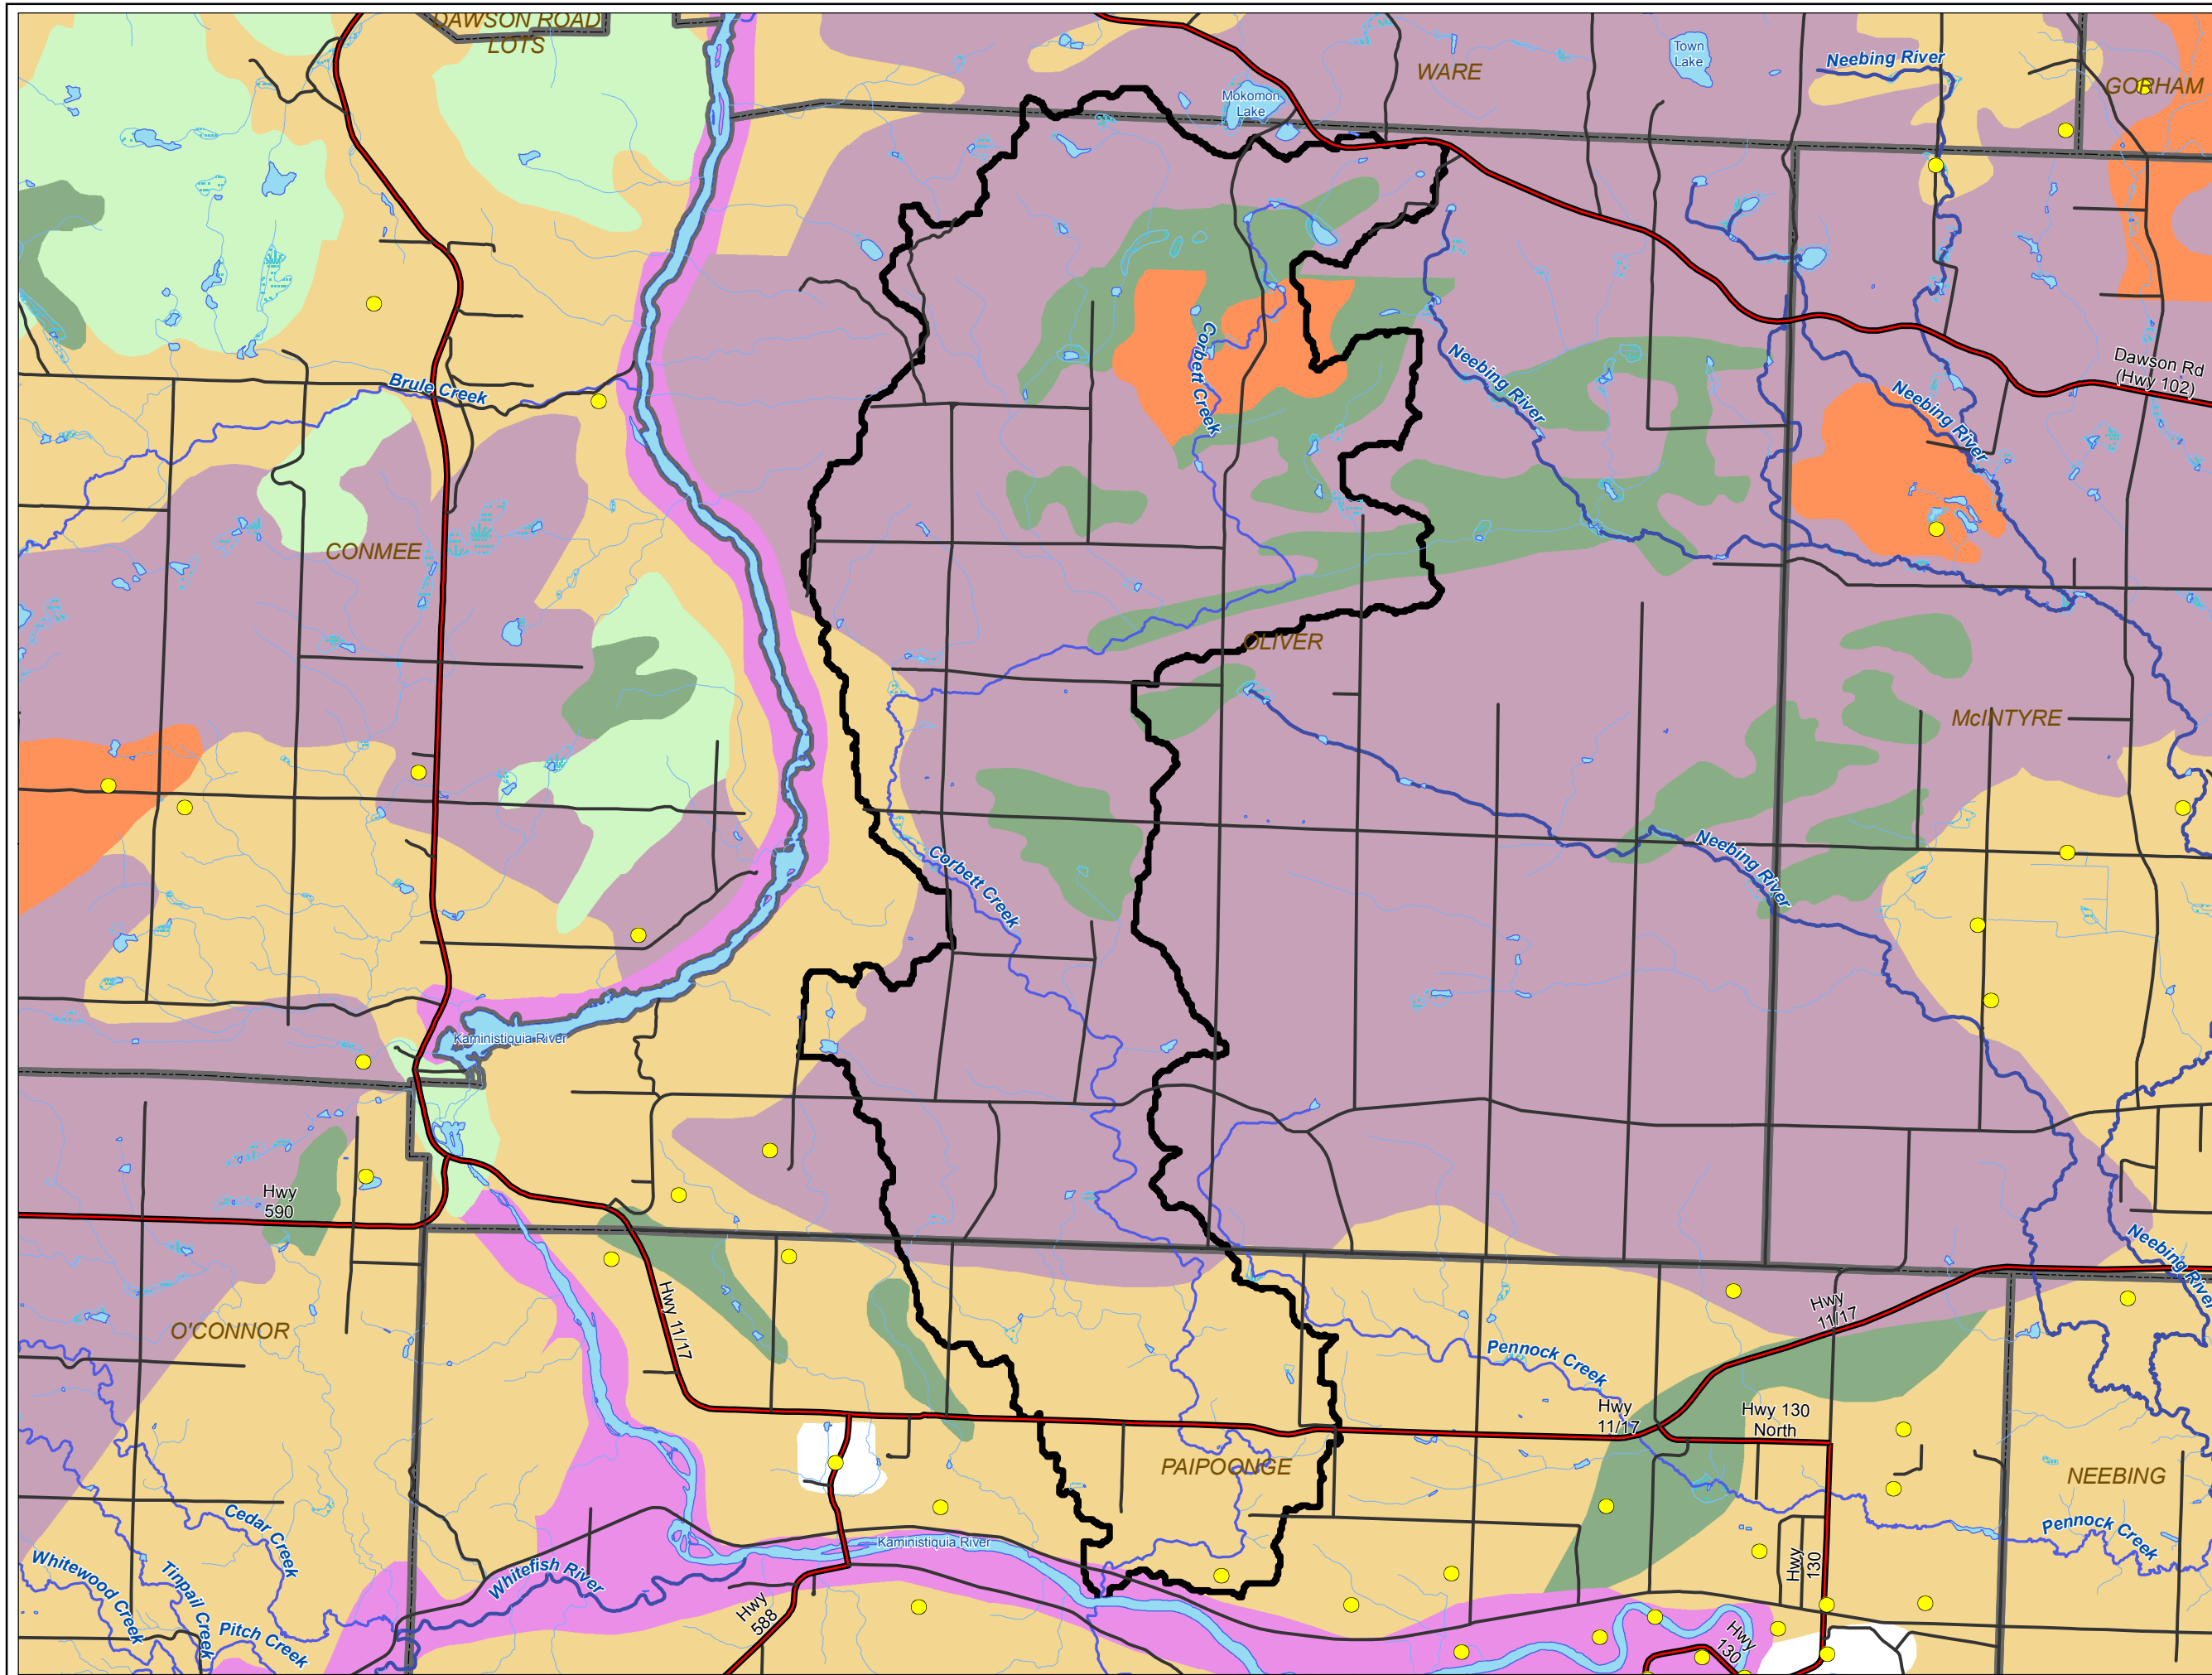 DAWSON ROAD
LOTS
WARE
Town
Lake
Neebing River
GORHAM
Mokomon
Lake
Corbett Creek
Neebing River
Dawson Rd
(Hwy 102)
Neebing River
Brule Creek
CONMEE
OLIVER
McINTYRE
Neebing River
Corbett Creek
Kaministiquia River
Hwy
590
Neebing River
O'CONNOR
Hwy 11/17
Hwy
11/17
Pennock Creek
Hwy
11/17
Hwy 130
North
PAIPOONGE
NEEBING
Cedar Creek
Whitewood Creek
Tinpail Creek
Pitch Creek
Whitefish River
Kaministiquia River
Pennock Creek
Hwy
130
Hwy
588
Hwy
130